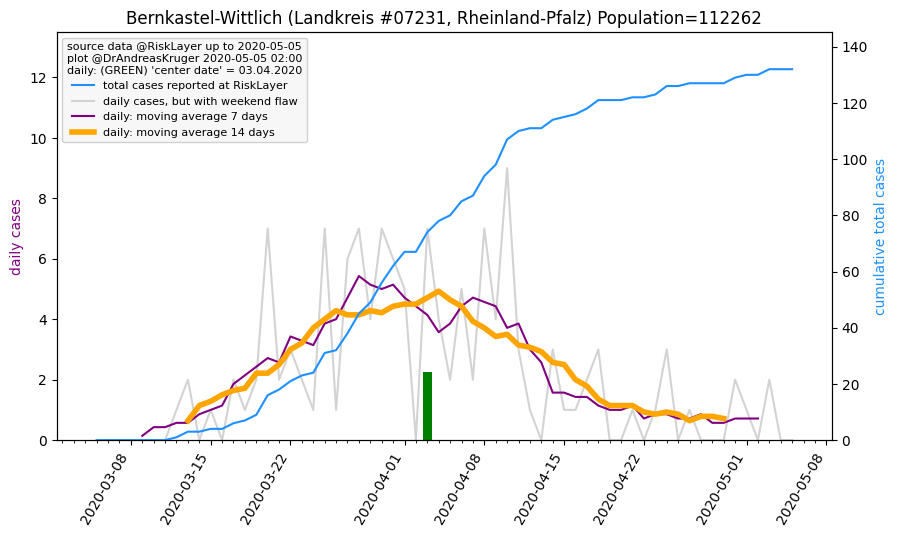 Bernkastel-Wittlich (Landkreis #07231, Rheinland-Pfalz) Population=112262
source data @RiskLayer up to 2020-05-05
plot @DrAndreasKruger 2020-05-05 02:00
daily: (GREEN) 'center date' = 03.04.2020
total cases reported at RiskLayer
daily cases, but with weekend flaw
daily: moving average 7 days
daily: moving average 14 days
daily cases
12
10
8
6
4
2
0
140
120
100
80
60
40
20
0
cumulative total cases
2020-03-08
2020-03-15
2020-03-22
2020-04-01
2020-04-08
2020-04-15
2020-04-22
2020-05-01
2020-05-08